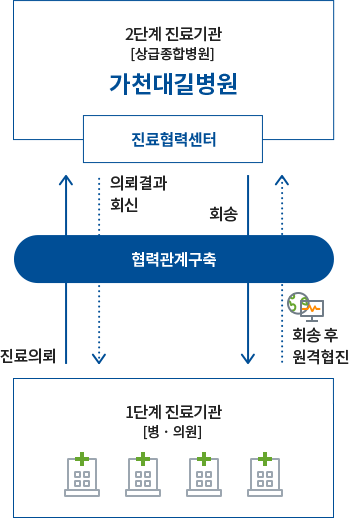 2단계 진료기관
[상급종합병원]
가천대길병원
진료협력센터
의뢰결과
회신
회송
협력관계구축
진료의뢰
회송 후
원격협진
1단계 진료기관
[병 · 의원]